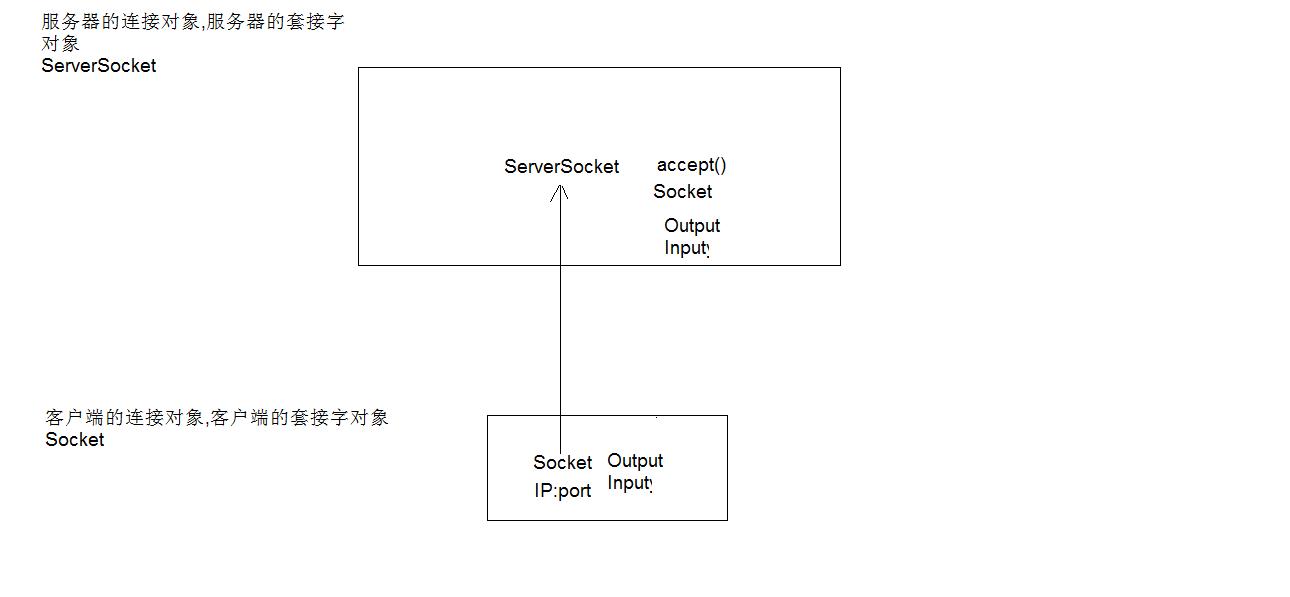 服务器的连接对象,服务器的套接字
对象
ServerSocket
ServerSocket
accept()
Socket
Output
Input
客户端的连接对象,客户端的套接字对象
Socket
Socket
IP:port
Output
Input